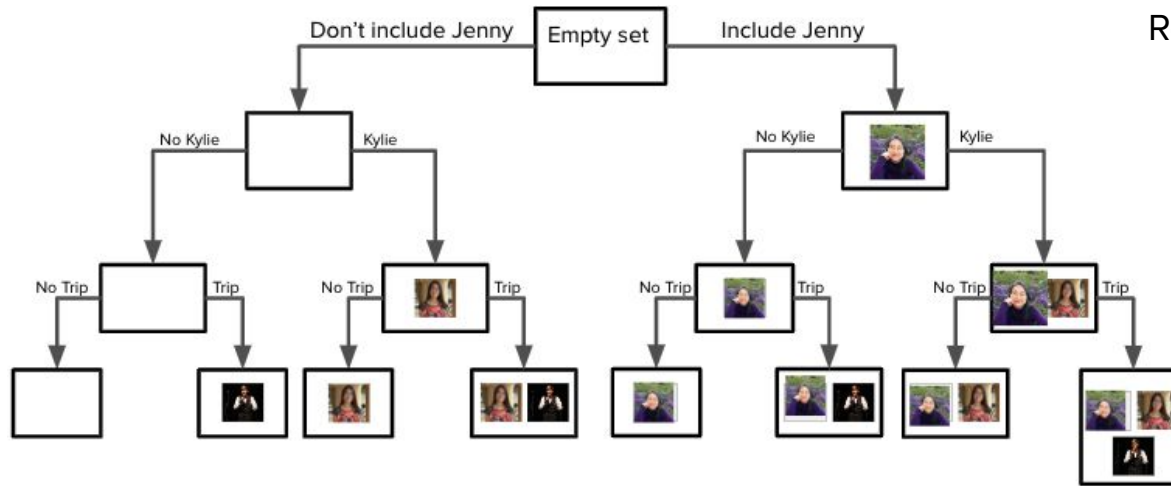 Don't include Jenny
Empty set
Include Jenny
R
No Kylie
Kylie
No Kylie
Kylie
No Trip
Trip
No Trip
Trip
No Trip
Trip
No Trip
Trip